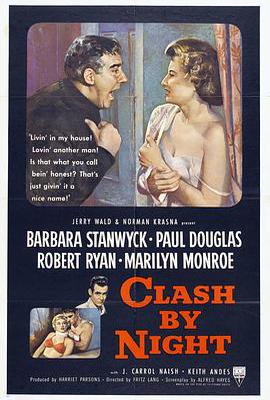 'Livin' in my house!
Lovin' another man!
Is that what you call
bein' honest? That's
just givin' it a
nice name!'
JERRY WALD & NORMAN KRASNA present
BARBARA STANWYCK · PAUL DOUGLAS
ROBERT RYAN · MARILYN MONROE
CLASH
BY
NIGHT
with J. CARROL NAISH · KEITH ANDES
Produced by HARRIET PARSONS · Directed by FRITZ LANG · Screenplay by ALFRED HAYES